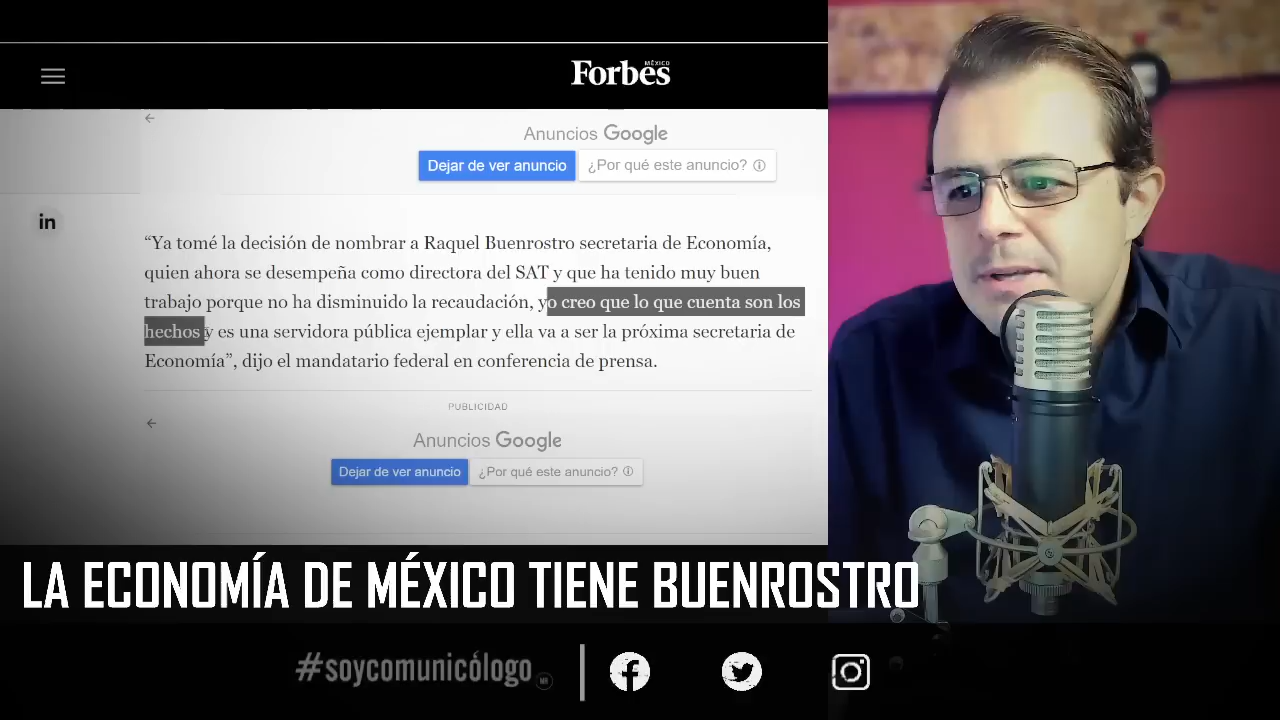 Forbes
MÉXICO
Anuncios Google
Dejar de ver anuncio
¿Por qué este anuncio?
in
“Ya tomé la decisión de nombrar a Raquel Buenrostro secretaria de Economía,
quien ahora se desempeña como directora del SAT y que ha tenido muy buen
trabajo porque no ha disminuido la recaudación, yo creo que lo que cuenta son los
hechos y es una servidora pública ejemplar y ella va a ser la próxima secretaria de
Economía”, dijo el mandatario federal en conferencia de prensa.
PUBLICIDAD
Anuncios Google
Dejar de ver anuncio
¿Por qué este anuncio?
LA ECONOMÍA DE MÉXICO TIENE BUENROSTRO
#soycomunicólogo
MR